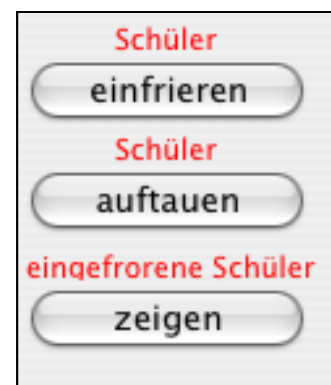 Schüler
einfrieren
Schüler
auftauen
eingefrorene Schüler
zeigen